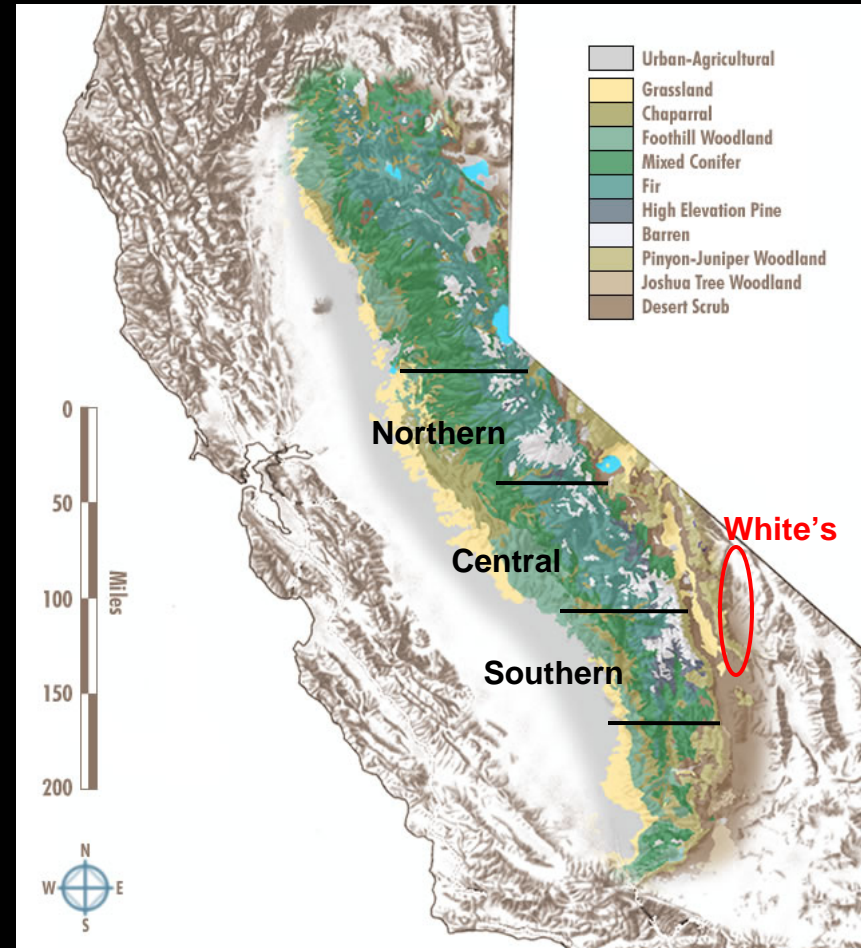 Urban-Agricultural
Grassland
Chaparral
Foothill Woodland
Mixed Conifer
Fir
High Elevation Pine
Barren
Pinyon-Juniper Woodland
Joshua Tree Woodland
Desert Scrub
Northern
Central
Southern
White's
0
50
100
150
200
Miles
N
W E
S